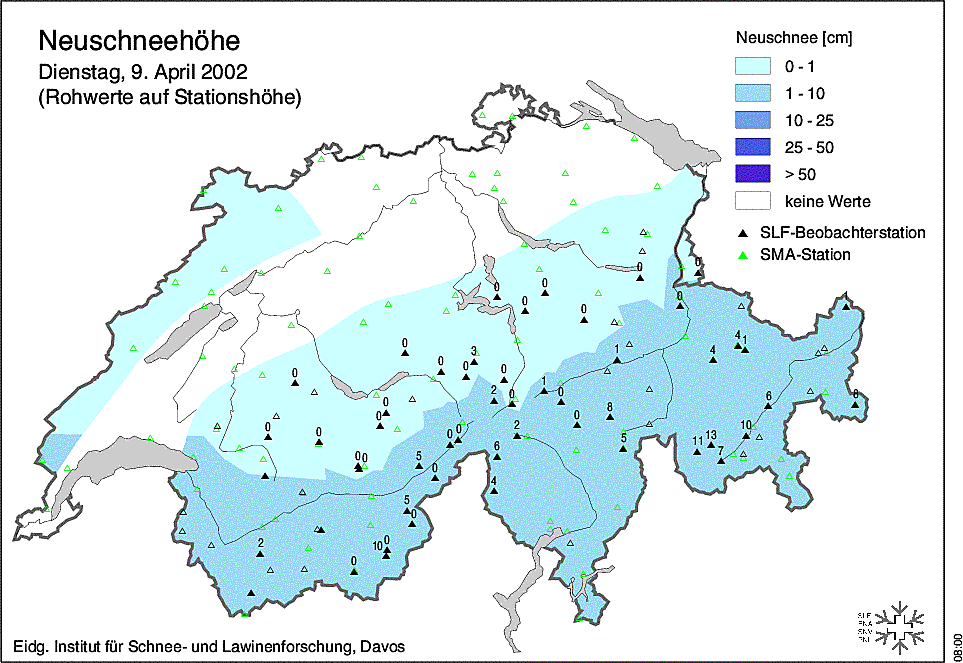 Neuschneehöhe
Dienstag, 9. April 2002
(Rohwerte auf Stationshöhe)
Neuschnee [cm]
0 - 1
1 - 10
10 - 25
25 - 50
> 50
keine Werte
SLF-Beobachterstation
SMA-Station
0
0
0 0
0
0
0
4 1
1 4
0 3
0 0 0
0
2 0 1 0
6 8
0
0
8
0
0 0
2
10
0 0
5
11 13
6
7
0 0
5
0
4
5
0
2
10 0
0
Eidg. Institut für Schnee- und Lawinenforschung, Davos
SLF
08:00